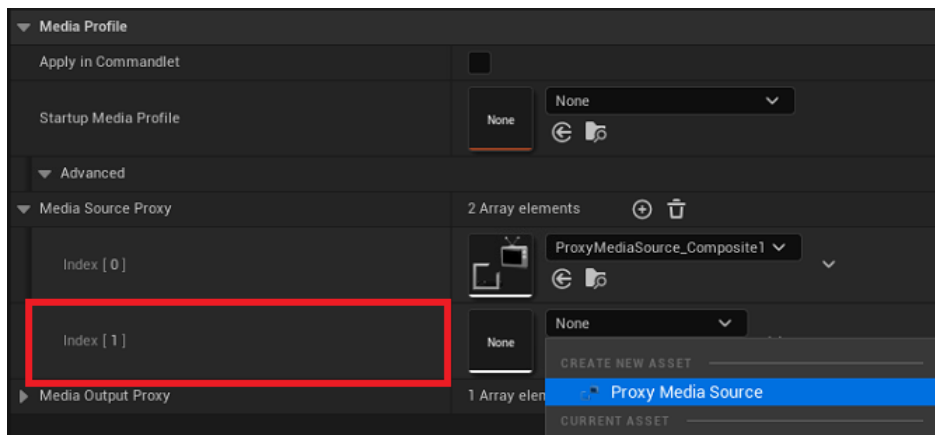 Media Profile
Apply in Commandlet
Startup Media Profile
None
None
Advanced
Media Source Proxy
2 Array elements
Index [ 0 ]
ProxyMediaSource_Composite1
Index [ 1 ]
None
None
CREATE NEW ASSET
Proxy Media Source
Media Output Proxy
1 Array elen
CURRENT ASSET